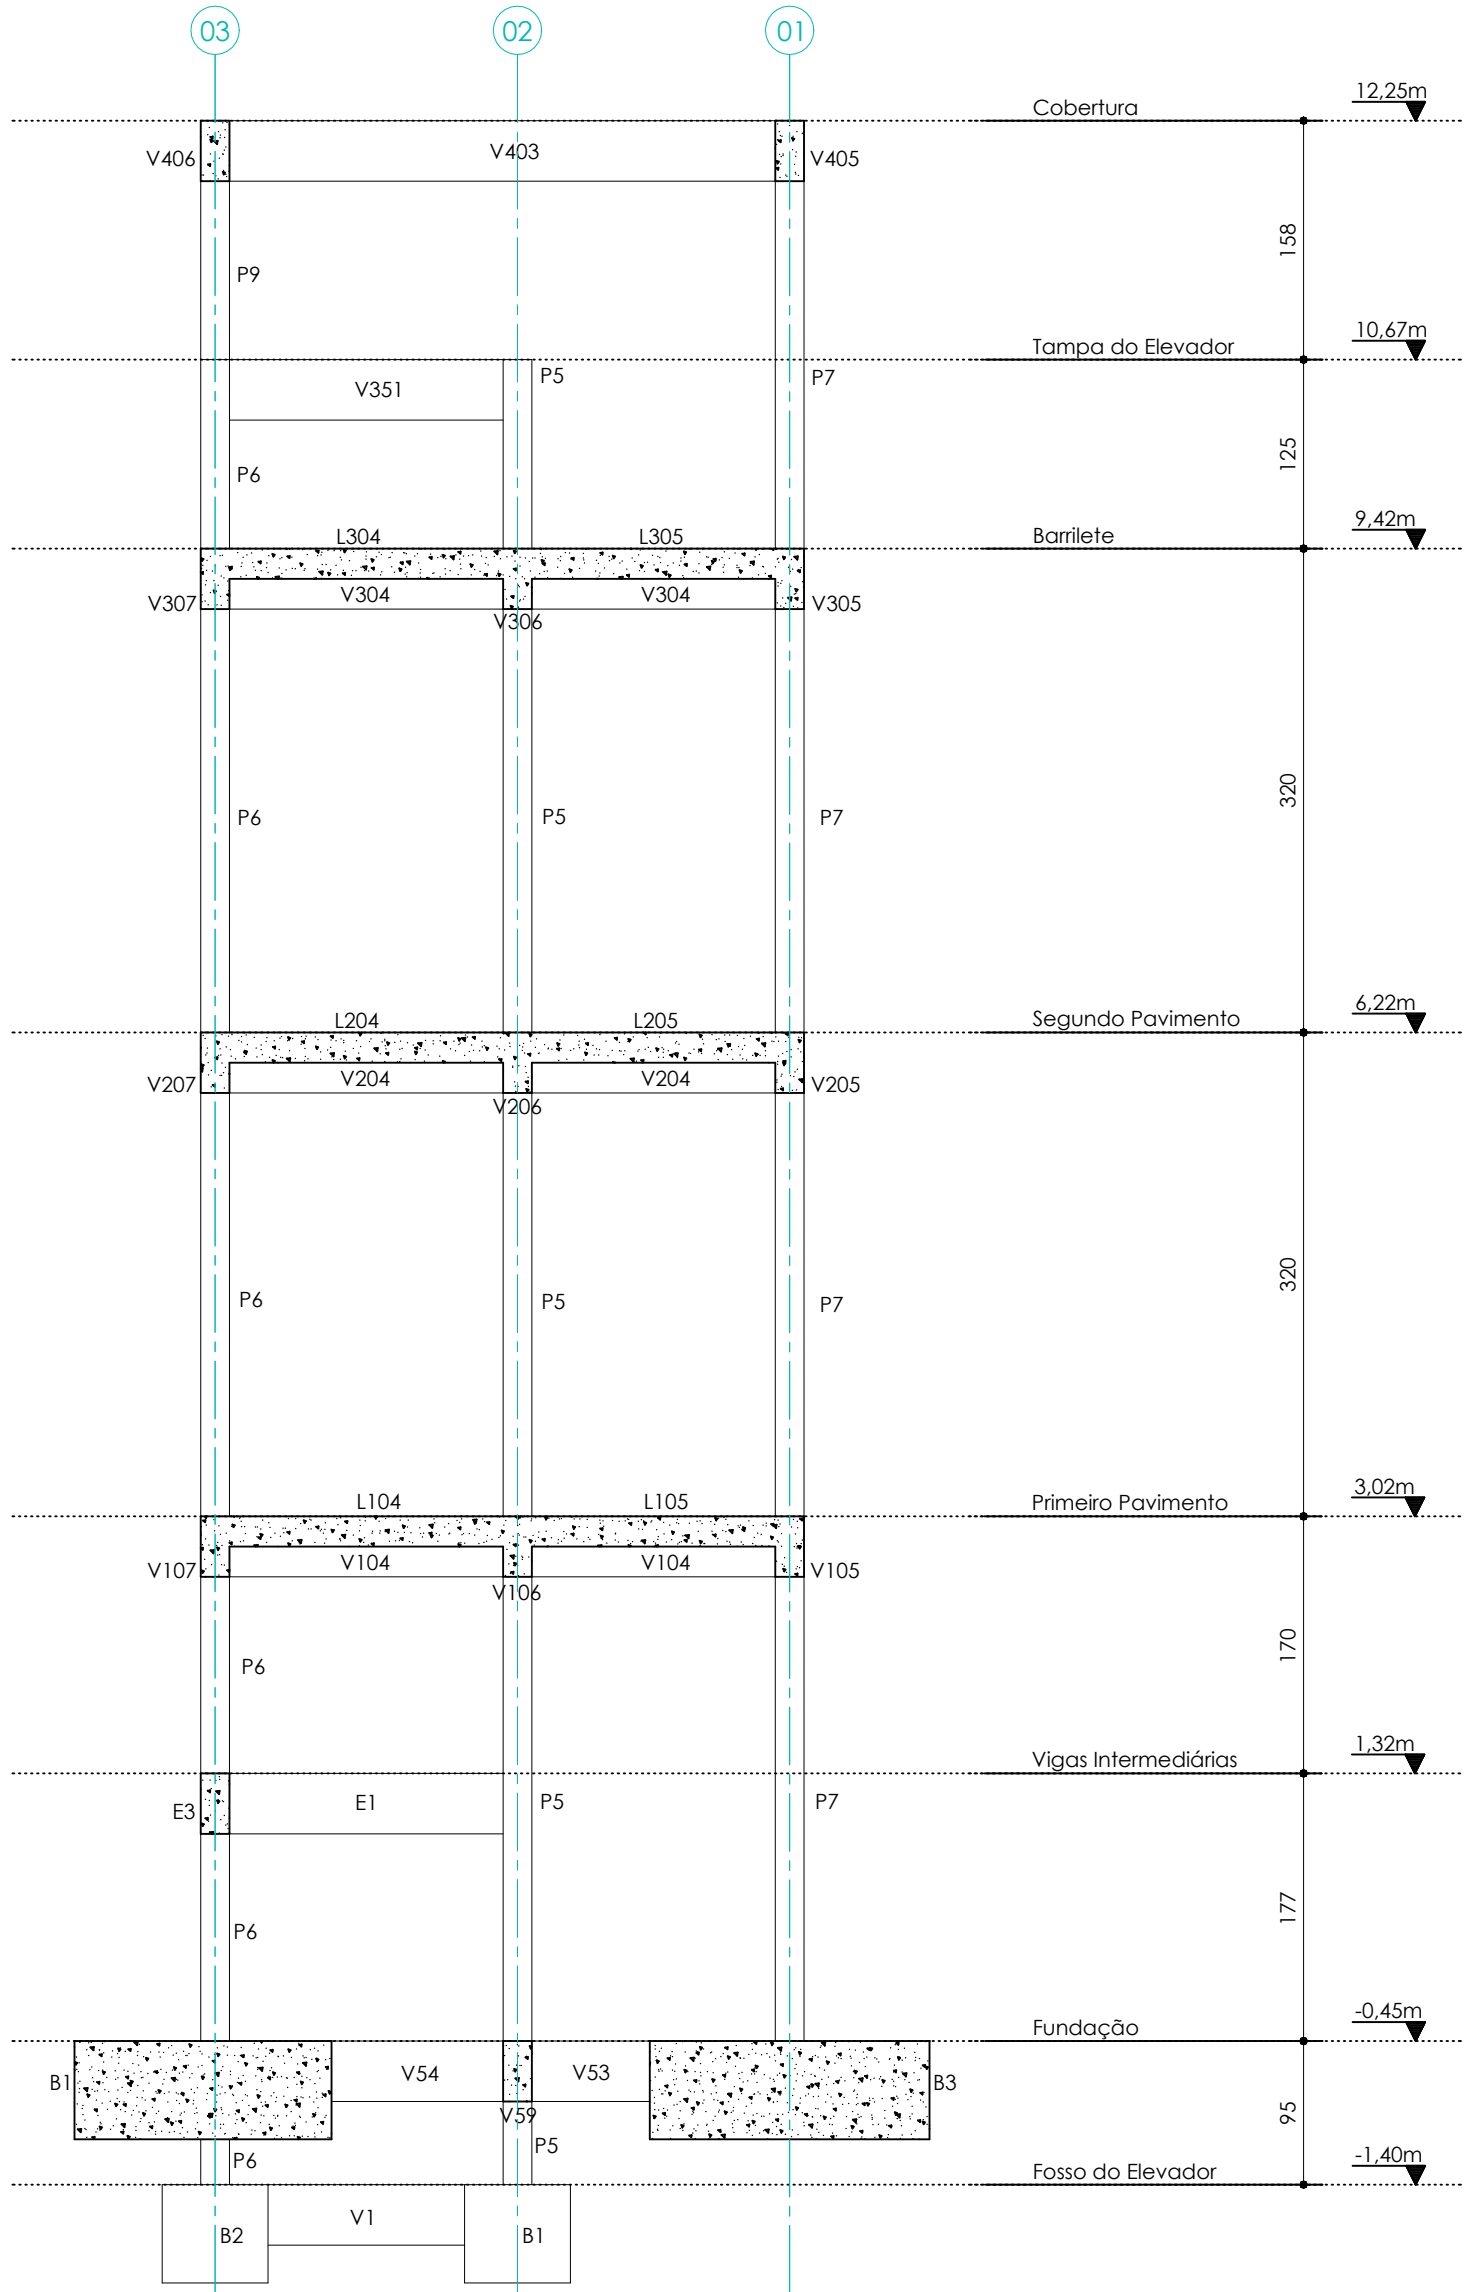 03 02 01
12,25m
Cobertura
V406 V403 V405
158
P9
10,67m
Tampa do Elevador
P5 P7
V351
125
P6
9,42m
L304 L305 Barrilete
V304 V304
V307 V305
V306
320
P6 P5 P7
6,22m
L204 L205 Segundo Pavimento
V204 V204
V207 V205
V206
320
P6 P5 P7
3,02m
L104 L105 Primeiro Pavimento
V104 V104
V107 V105
V106
170
P6
1,32m
Vigas Intermediárias
E3 E1 P5 P7
177
P6
-0,45m
Fundação
V54 V53
B1 B3
V59
95
P5
P6
-1,40m
Fosso do Elevador
V1
B2 B1